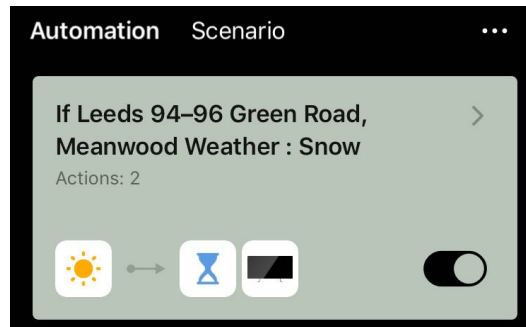 Automation Scenario
If Leeds 94–96 Green Road,
Meanwood Weather : Snow
Actions: 2